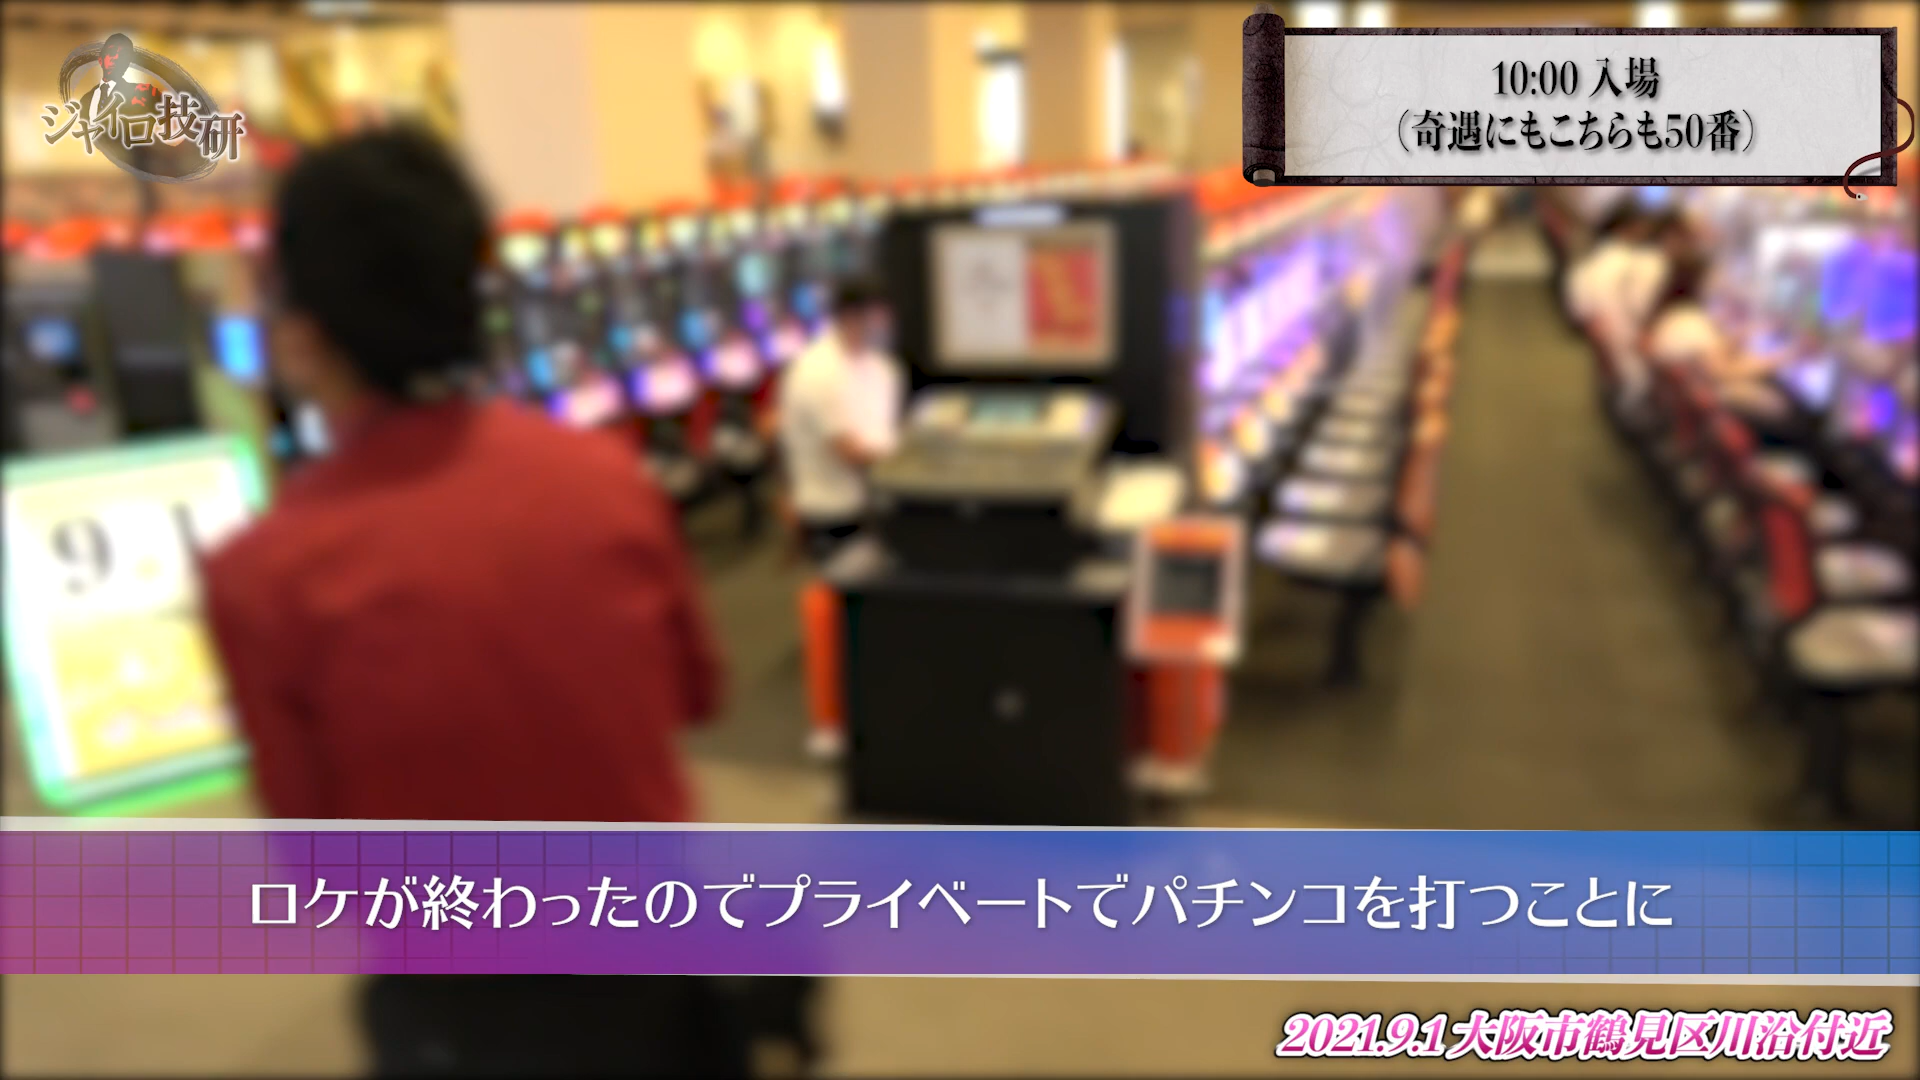 ジャイロ技研
10:00 入場
（奇遇にもこちらも50番）
9 1
ロケが終わったのでプライベートでパチンコを打つことに
2021.9.1 大阪市鶴見区川沿付近